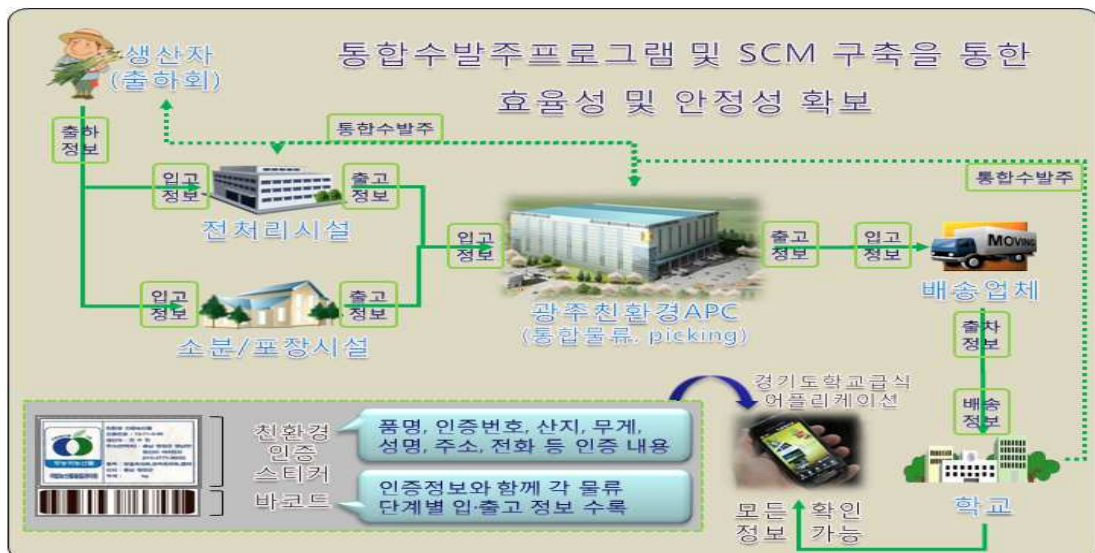 통합수발주프로그램 및 SCM 구축을 통한
효율성 및 안정성 확보
생산자
(출하회)
출하
정보
통합수발주
통합수발주
입고
정보
출고
정보
전처리시설
입고
정보
출고
정보
소분/포장시설
입고
정보
광주친환경APC
(통합물류, picking)
출고
정보
입고
정보
MOVING
배송업체
출차
정보
배송
정보
학교
경기도학교급식
어플리케이션
모든 확인
정보 가능
친환경
인증
스티커
품명, 인증번호, 산지, 무게,
성명, 주소, 전화 등 인증 내용
바코드
인증정보와 함께 각 물류
단계별 입·출고 정보 수록